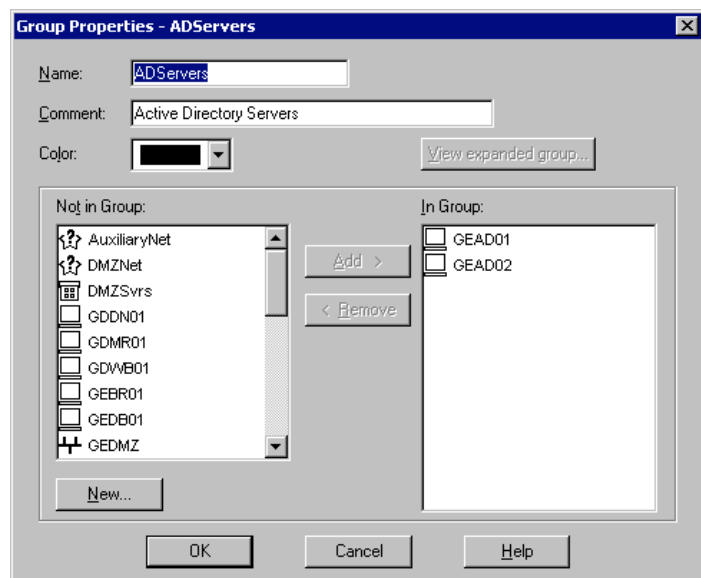 Group Properties - ADServers
Name: ADServers
Comment: Active Directory Servers
Color:
View expanded group...
Not in Group:
In Group:
AuxiliaryNet
DMZNet
DMZSvrs
GDDN01
GDMR01
GDWB01
GEBR01
GEDB01
GEDMZ
Add >
< Remove
GEAD01
GEAD02
New...
OK
Cancel
Help